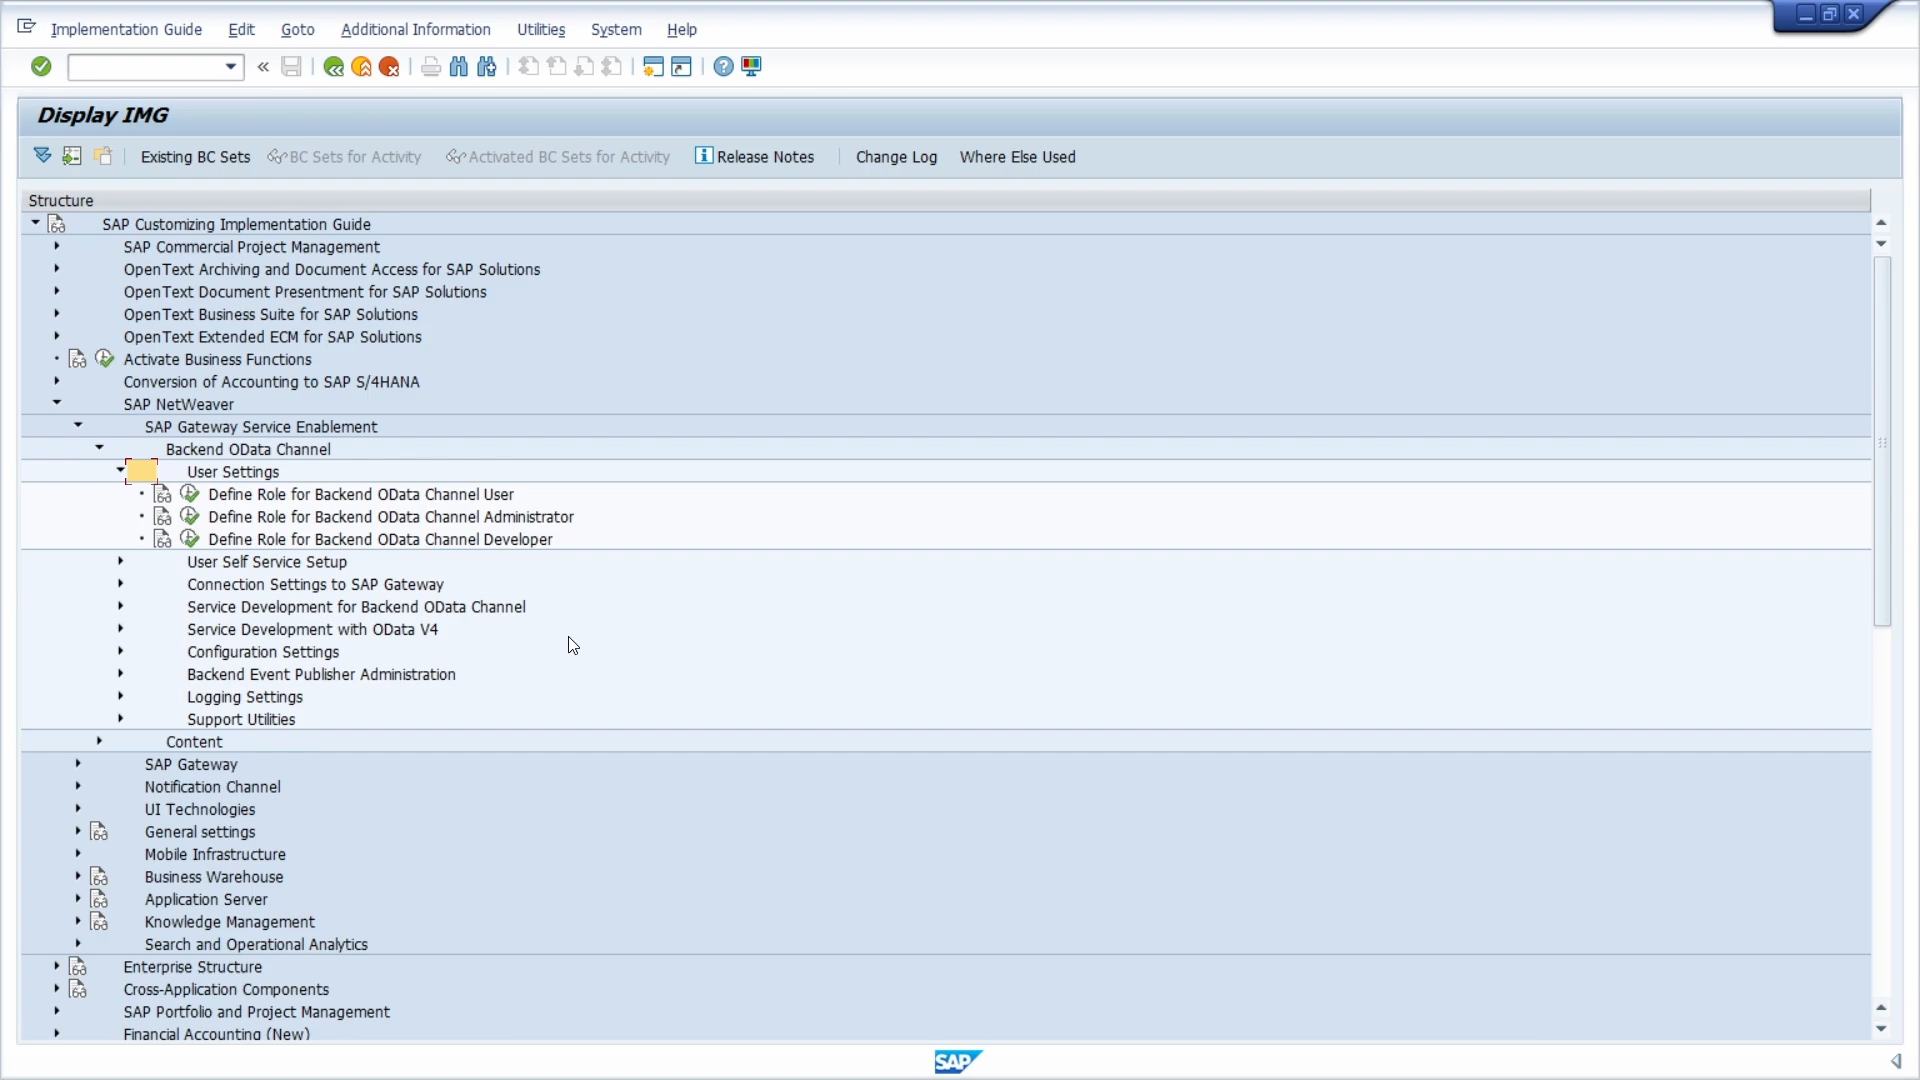 Implementation Guide Edit Goto Additional Information Utilities System Help
Display IMG
Existing BC Sets BC Sets for Activity Activated BC Sets for Activity Release Notes Change Log Where Else Used
Structure
SAP Customizing Implementation Guide
SAP Commercial Project Management
OpenText Archiving and Document Access for SAP Solutions
OpenText Document Presentment for SAP Solutions
OpenText Business Suite for SAP Solutions
OpenText Extended ECM for SAP Solutions
Activate Business Functions
Conversion of Accounting to SAP S/4HANA
SAP NetWeaver
SAP Gateway Service Enablement
Backend OData Channel
User Settings
Define Role for Backend OData Channel User
Define Role for Backend OData Channel Administrator
Define Role for Backend OData Channel Developer
User Self Service Setup
Connection Settings to SAP Gateway
Service Development for Backend OData Channel
Service Development with OData V4
Configuration Settings
Backend Event Publisher Administration
Logging Settings
Support Utilities
Content
SAP Gateway
Notification Channel
UI Technologies
General settings
Mobile Infrastructure
Business Warehouse
Application Server
Knowledge Management
Search and Operational Analytics
Enterprise Structure
Cross-Application Components
SAP Portfolio and Project Management
Financial Accounting (New)
SAP